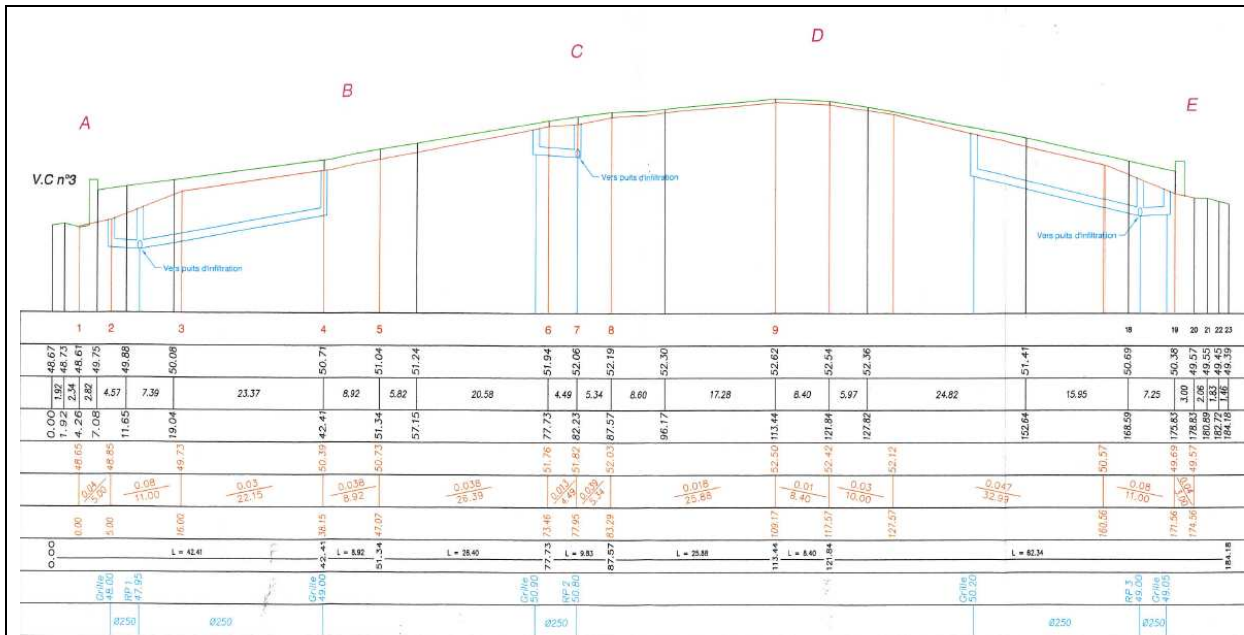 D
C
B
E
A
V.C n°3
Vers puits d'infiltration
Vers puits d'infiltration
Vers puits d'infiltration
1 2 3 4 5 6 7 8 9 18 19 20 21 22 23
48.67 48.73 48.61 49.75 49.88 50.08 50.71 51.04 51.24 51.94 52.06 52.19 52.30 52.62 52.54 52.36 51.41 50.69 50.38 49.57 49.55 49.45 49.39
1.92 2.34 2.82 4.57 7.39 23.37 8.92 5.82 20.58 4.49 5.34 8.60 17.28 8.40 5.97 24.82 15.95 7.25 3.00 2.06 1.83 1.46
0.00 1.92 4.26 7.08 11.65 19.04 42.41 51.34 57.15 77.73 82.23 87.57 96.17 113.44 121.84 127.82 152.64 168.59 175.83 178.83 180.89 182.72 184.18
48.65 48.85 49.73 50.39 50.73 51.76 51.82 52.03 52.50 52.42 52.12 50.57 49.69 49.57
0.04 0.08 0.03 0.038 0.038 0.013 0.039 0.018 0.01 0.03 0.047 0.08 0.04
5.00 11.00 22.15 8.92 26.39 4.49 5.34 25.88 8.40 10.00 32.99 11.00 3.00
0.00 5.00 16.00 38.15 47.07 73.46 77.95 83.29 109.17 117.57 127.57 160.56 171.56 174.56
0.00 L = 42.41 42.41 L = 8.92 51.34 L = 26.40 77.73 L = 9.83 87.57 L = 25.88 113.44 L = 8.40 121.84 L = 62.34 184.18
Grille RP 1 Grille Grille RP 2 Grille RP 3 Grille
48.00 47.95 49.00 50.90 50.80 50.20 49.00 49.05
Ø250 Ø250 Ø250 Ø250 Ø250